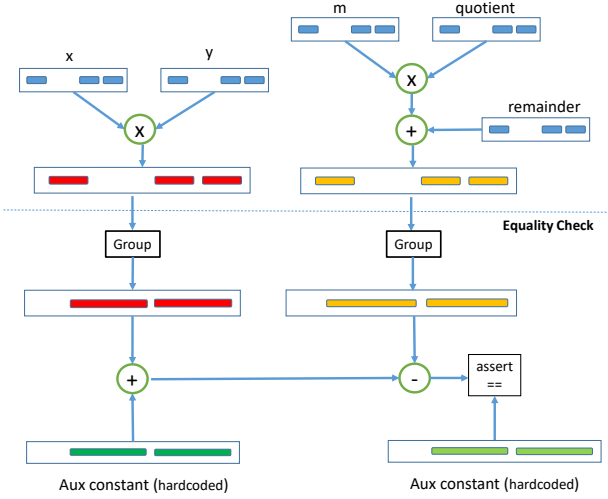 m
quotient
x
y
x
remainder
x
+
Equality Check
Group
Group
+
-
assert
==
Aux constant (hardcoded)
Aux constant (hardcoded)